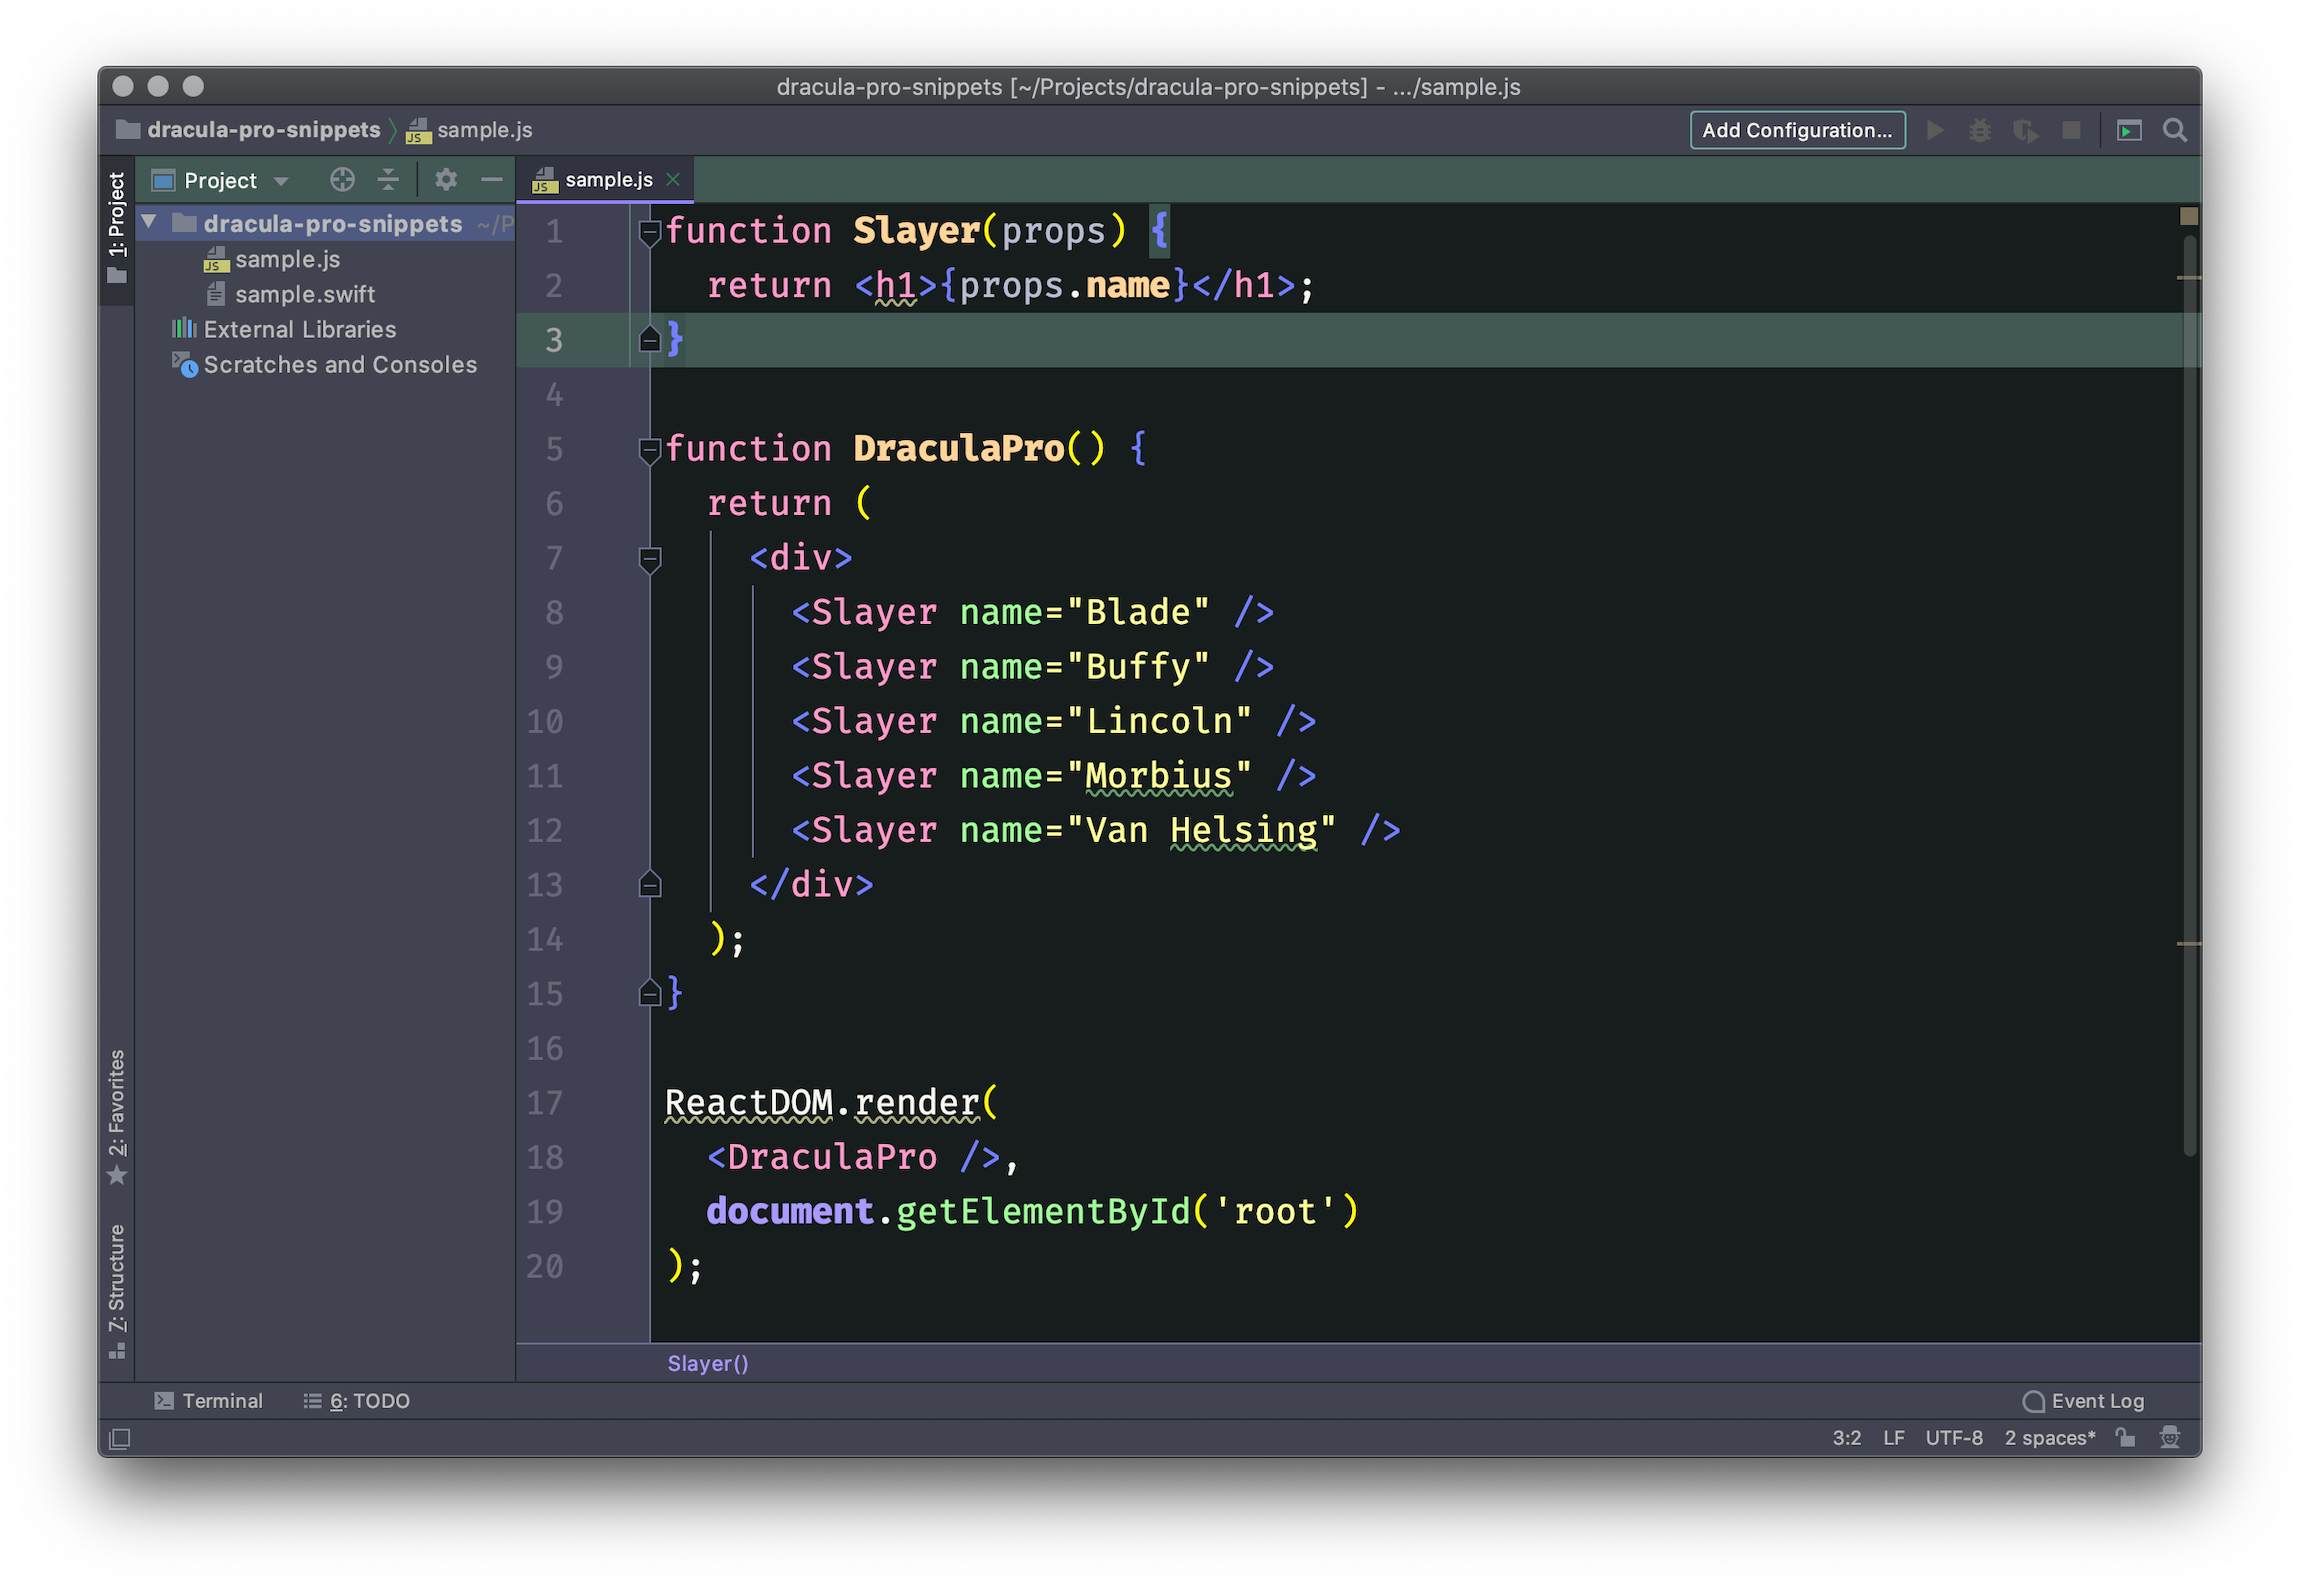 dracula-pro-snippets [~/Projects/dracula-pro-snippets] - .../sample.js
dracula-pro-snippets
sample.js
Add Configuration...
1: Project
Project
sample.js
dracula-pro-snippets ~/P
sample.js
sample.swift
External Libraries
Scratches and Consoles
1 function Slayer(props) {
2   return <h1>{props.name}</h1>;
3 }
4
5 function DraculaPro() {
6   return (
7     <div>
8       <Slayer name="Blade" />
9       <Slayer name="Buffy" />
10       <Slayer name="Lincoln" />
11       <Slayer name="Morbius" />
12       <Slayer name="Van Helsing" />
13     </div>
14   );
15 }
16
17 ReactDOM.render(
18   <DraculaPro />,
19   document.getElementById('root')
20 );
2: Favorites
Z: Structure
Slayer()
Terminal
6: TODO
Event Log
3:2 LF UTF-8 2 spaces*